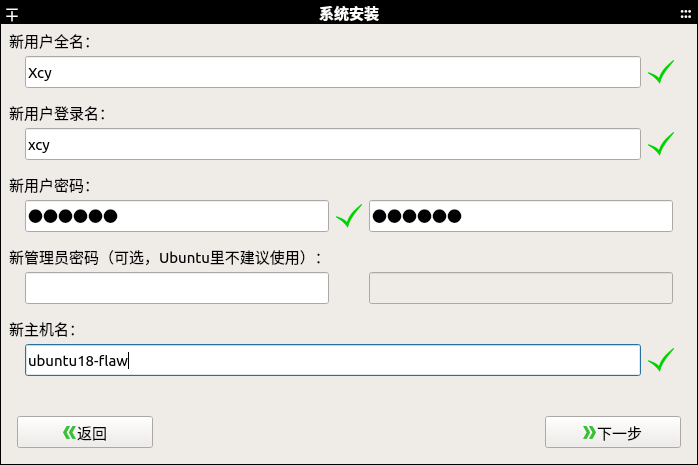 系统安装
新用户全名：
Xcy
新用户登录名：
xcy
新用户密码：
●●●●●● ●●●●●●
新管理员密码（可选，Ubuntu里不建议使用）：
新主机名：
ubuntu18-flaw
返回 下一步